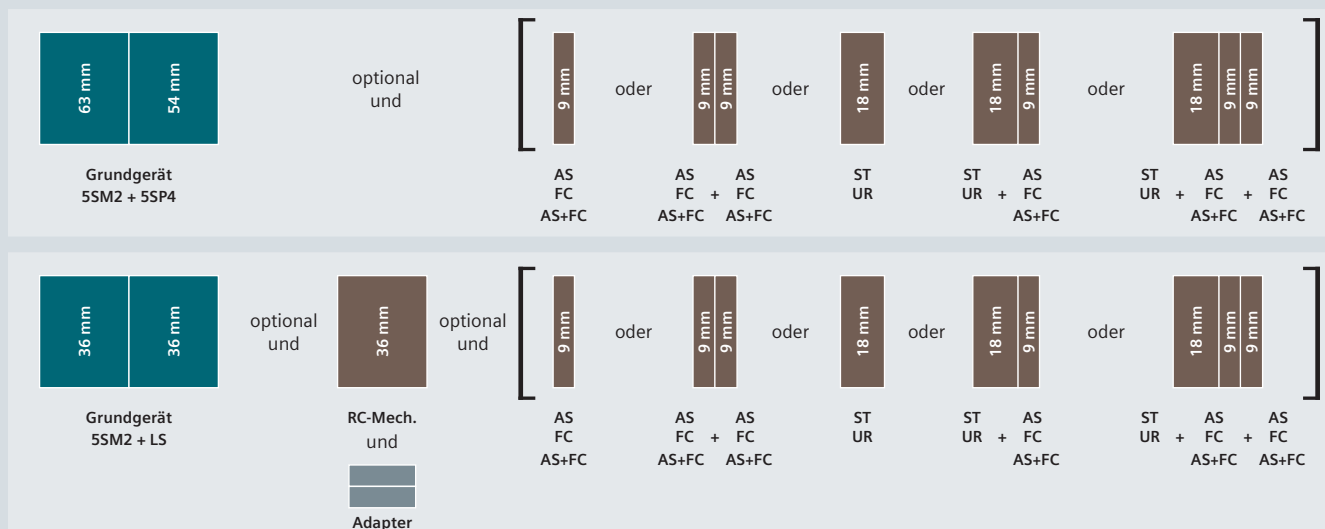 63 mm 54 mm
optional
und
9 mm oder 9 mm 9 mm oder 18 mm oder 18 mm 9 mm oder 18 mm 9 mm 9 mm
Grundgerät
5SM2 + 5SP4
AS AS AS ST ST AS ST AS AS
FC FC + FC UR UR + FC UR + FC + FC
AS+FC AS+FC AS+FC AS+FC AS+FC AS+FC
36 mm 36 mm
optional
und
36 mm
optional
und
9 mm oder 9 mm 9 mm oder 18 mm oder 18 mm 9 mm oder 18 mm 9 mm 9 mm
Grundgerät
5SM2 + LS
RC-Mech.
und
Adapter
AS AS AS ST ST AS ST AS AS
FC FC + FC UR UR + FC UR + FC + FC
AS+FC AS+FC AS+FC AS+FC AS+FC AS+FC